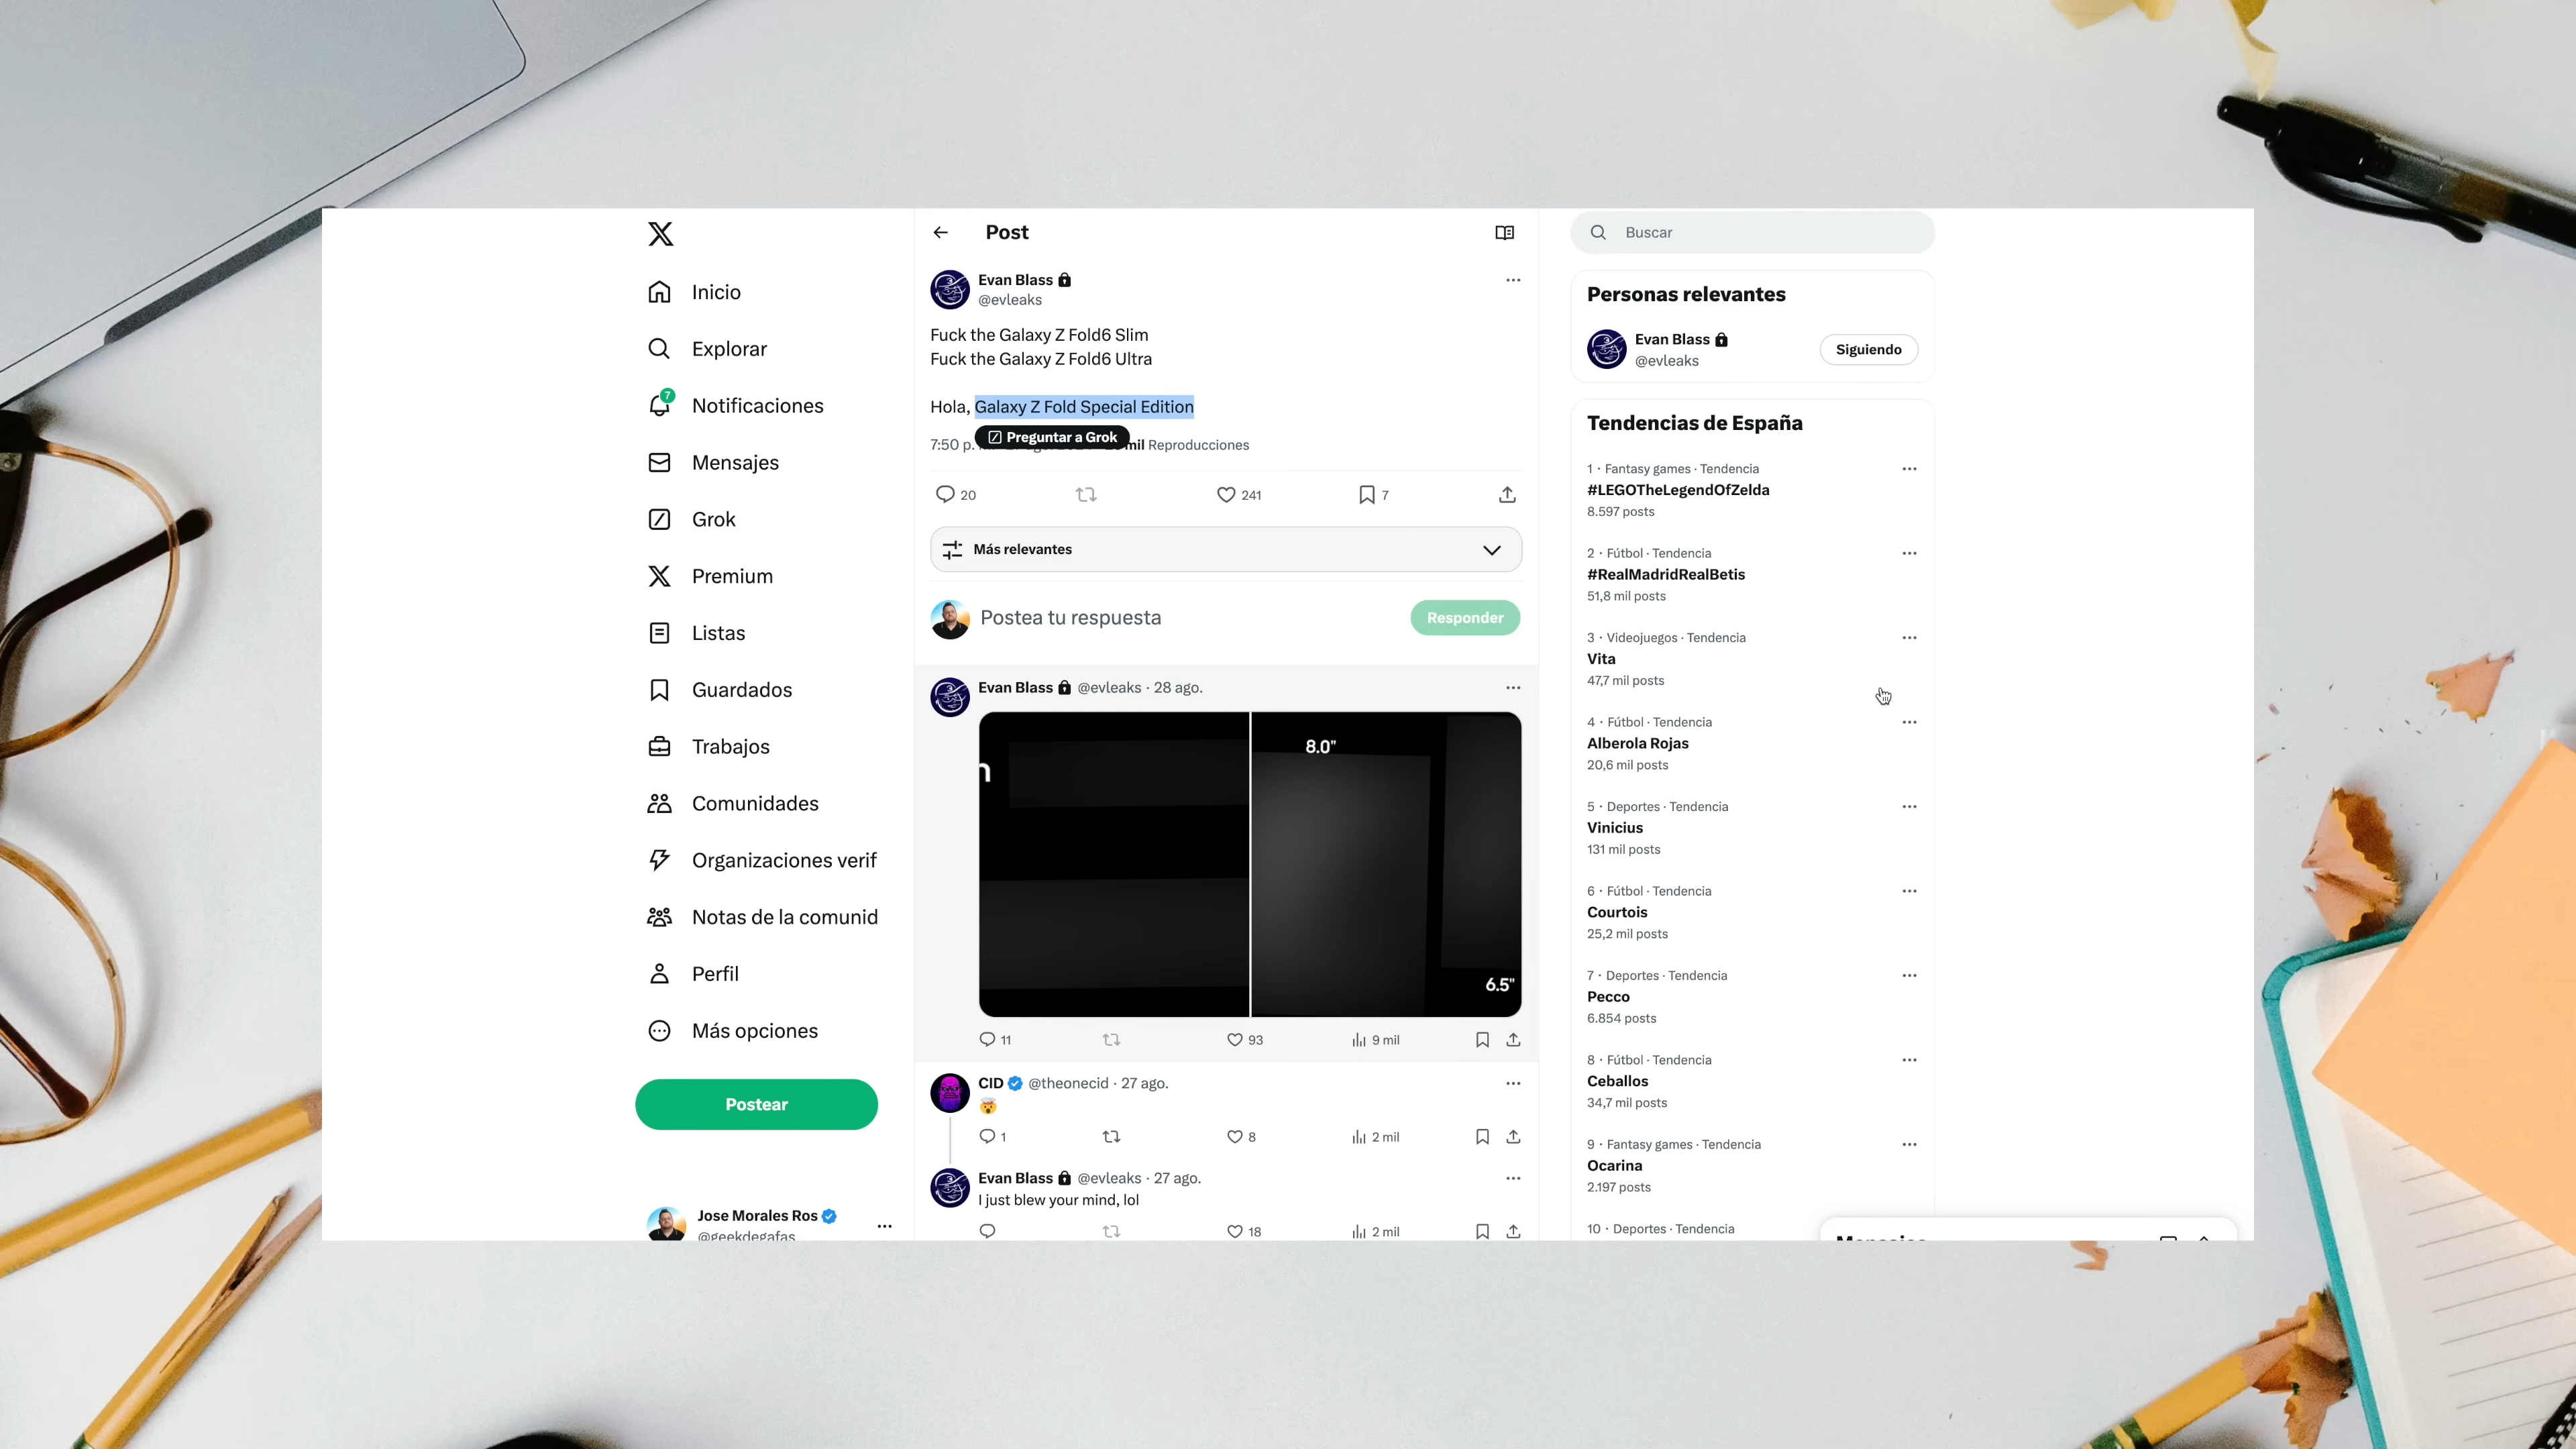 Inicio
Explorar
7
Notificaciones
Mensajes
Grok
Premium
Listas
Guardados
Trabajos
Comunidades
Organizaciones verif
Notas de la comunid
Perfil
Más opciones
Postear
Jose Morales Ros
@geekdegafas
Post
Evan Blass
@evleaks
Fuck the Galaxy Z Fold6 Slim
Fuck the Galaxy Z Fold6 Ultra
Hola, Galaxy Z Fold Special Edition
Preguntar a Grok
7:50 p. mil Reproducciones
20 241 7
Más relevantes
Postea tu respuesta
Responder
Evan Blass @evleaks · 28 ago.
8.0"
6.5"
11 93 9 mil
CID @theonecid · 27 ago.
🤯
1 8 2 mil
Evan Blass @evleaks · 27 ago.
I just blew your mind, lol
18 2 mil
Buscar
Personas relevantes
Evan Blass
@evleaks
Siguiendo
Tendencias de España
1 · Fantasy games · Tendencia
#LEGOTheLegendOfZelda
8.597 posts
2 · Fútbol · Tendencia
#RealMadridRealBetis
51,8 mil posts
3 · Videojuegos · Tendencia
Vita
47,7 mil posts
4 · Fútbol · Tendencia
Alberola Rojas
20,6 mil posts
5 · Deportes · Tendencia
Vinicius
131 mil posts
6 · Fútbol · Tendencia
Courtois
25,2 mil posts
7 · Deportes · Tendencia
Pecco
6.854 posts
8 · Fútbol · Tendencia
Ceballos
34,7 mil posts
9 · Fantasy games · Tendencia
Ocarina
2.197 posts
10 · Deportes · Tendencia